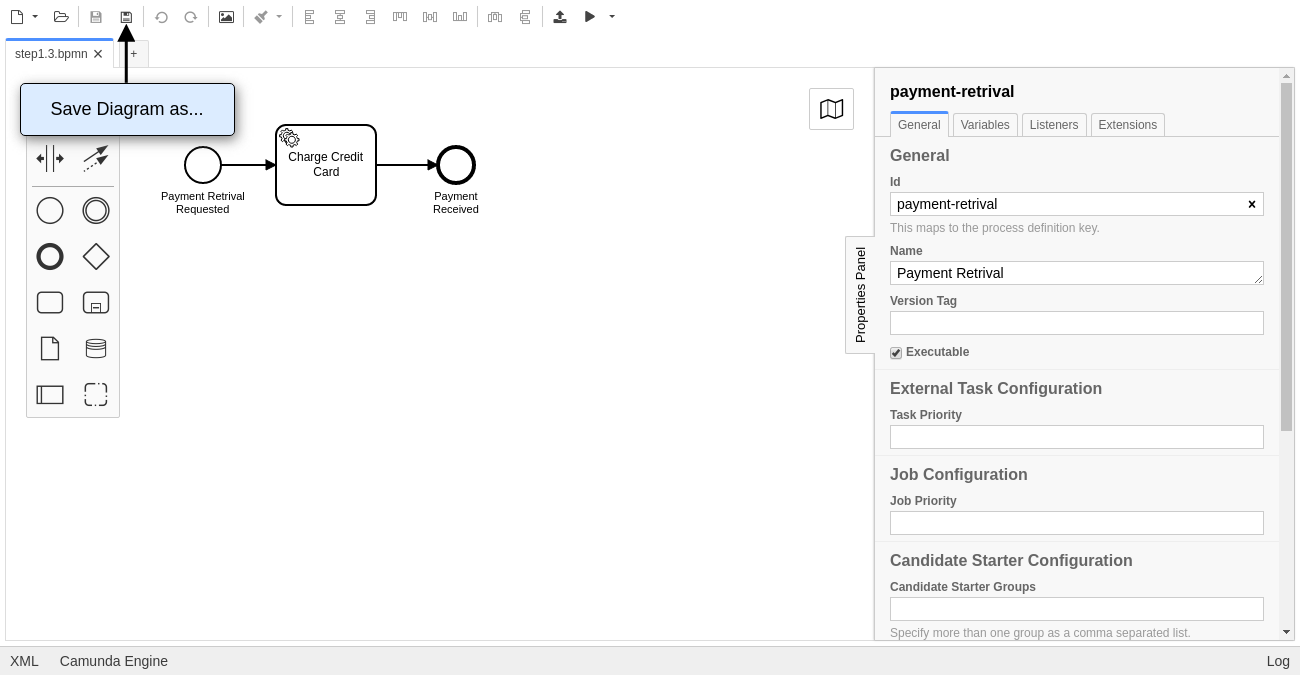 step1.3.bpmn
+
Save Diagram as...
Payment Retrival
Requested
Charge Credit
Card
Payment
Received
Properties Panel
payment-retrival
General Variables Listeners Extensions
General
Id
payment-retrival
This maps to the process definition key.
Name
Payment Retrival
Version Tag
Executable
External Task Configuration
Task Priority
Job Configuration
Job Priority
Candidate Starter Configuration
Candidate Starter Groups
Specify more than one group as a comma separated list.
XML Camunda Engine Log